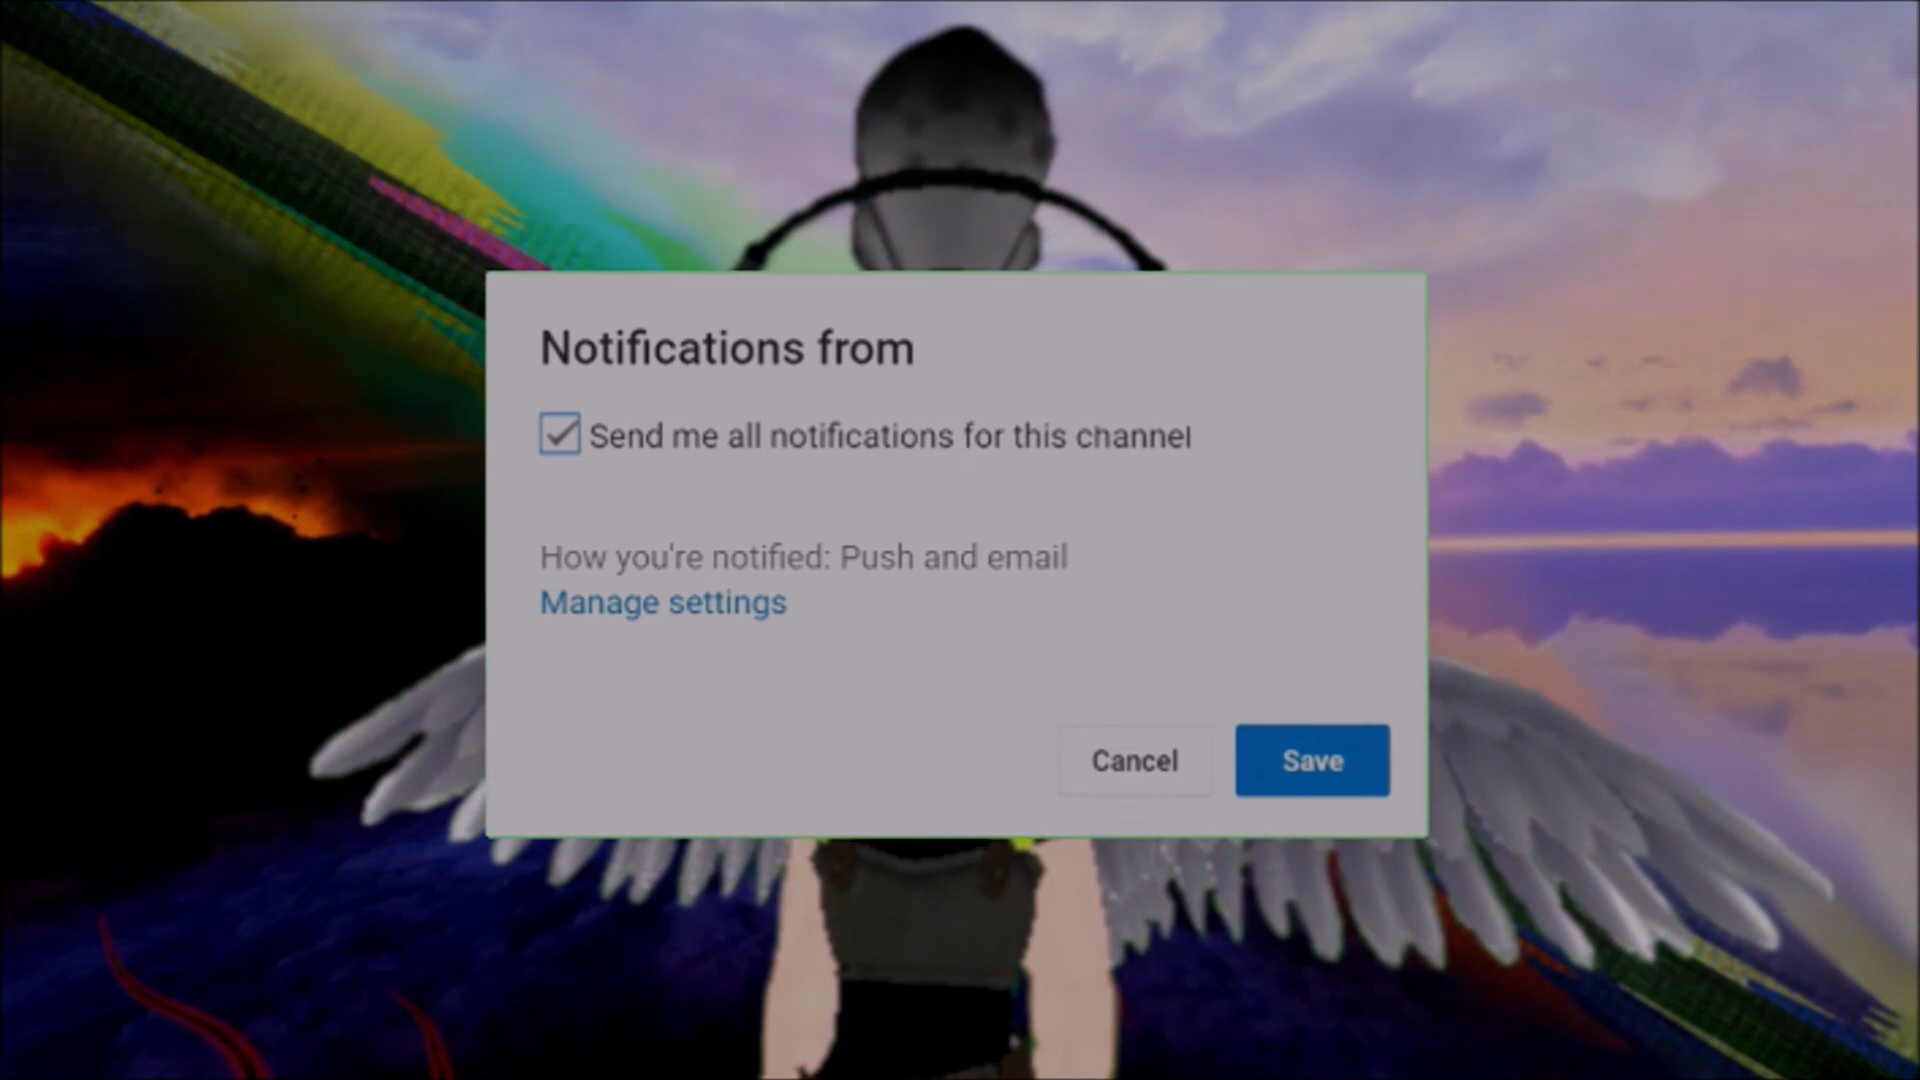 Notifications from
Send me all notifications for this channel
How you're notified: Push and email
Manage settings
Cancel
Save